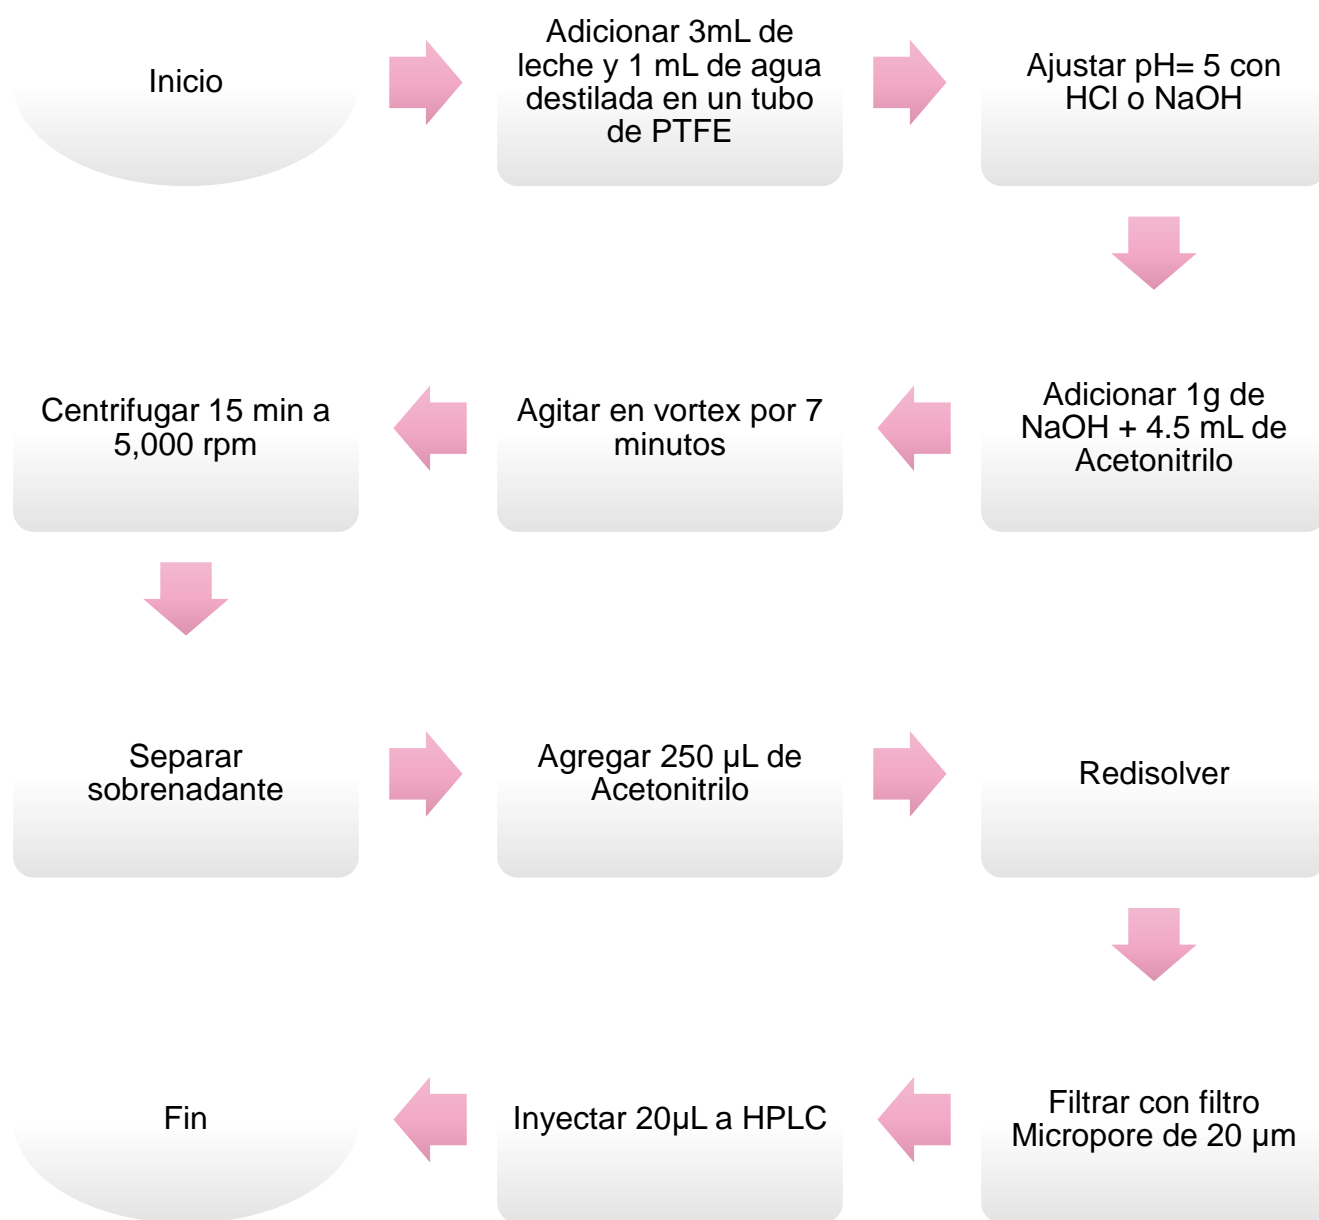 Inicio
Adicionar 3mL de
leche y 1 mL de agua
destilada en un tubo
de PTFE
Ajustar pH= 5 con
HCl o NaOH
Adicionar 1g de
NaOH + 4.5 mL de
Acetonitrilo
Agitar en vortex por 7
minutos
Centrifugar 15 min a
5,000 rpm
Separar
sobrenadante
Agregar 250 µL de
Acetonitrilo
Redisolver
Filtrar con filtro
Micropore de 20 µm
Inyectar 20µL a HPLC
Fin